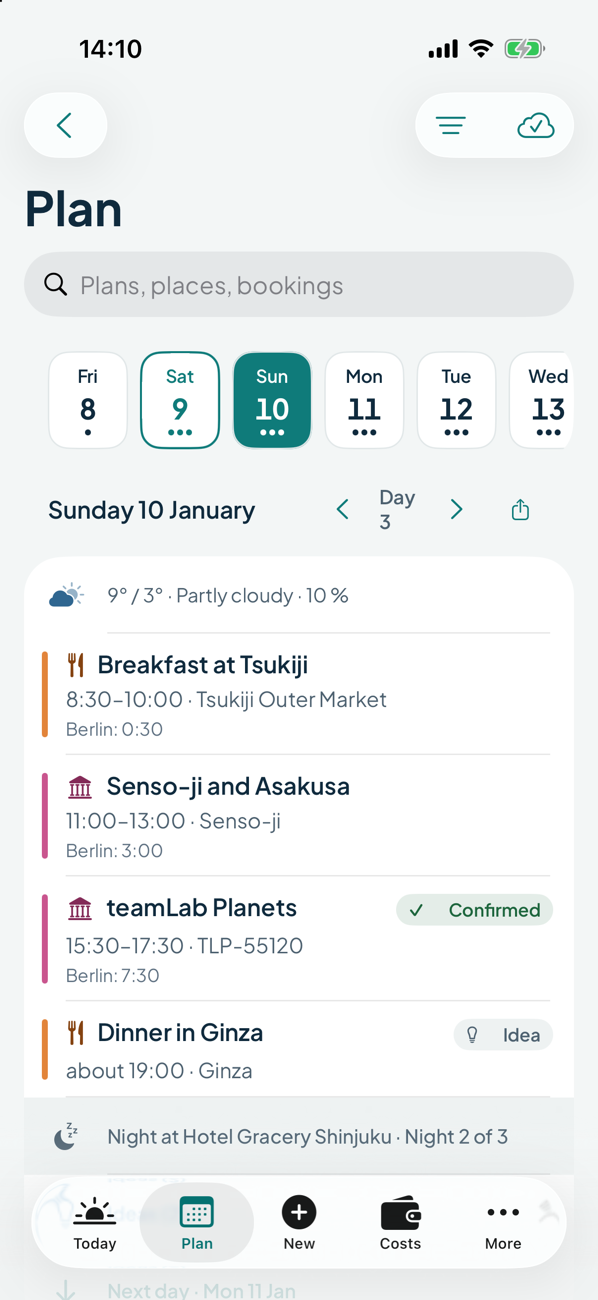 14:10
Plan
Plans, places, bookings
Fri
8
Sat
9
Sun
10
Mon
11
Tue
12
Wed
13
Sunday 10 January
Day
3
9° / 3° · Partly cloudy · 10 %
Breakfast at Tsukiji
8:30–10:00 · Tsukiji Outer Market
Berlin: 0:30
Senso-ji and Asakusa
11:00–13:00 · Senso-ji
Berlin: 3:00
teamLab Planets
Confirmed
15:30–17:30 · TLP-55120
Berlin: 7:30
Dinner in Ginza
Idea
about 19:00 · Ginza
Night at Hotel Gracery Shinjuku · Night 2 of 3
Today
Plan
New
Costs
More
Next day · Mon 11 Jan